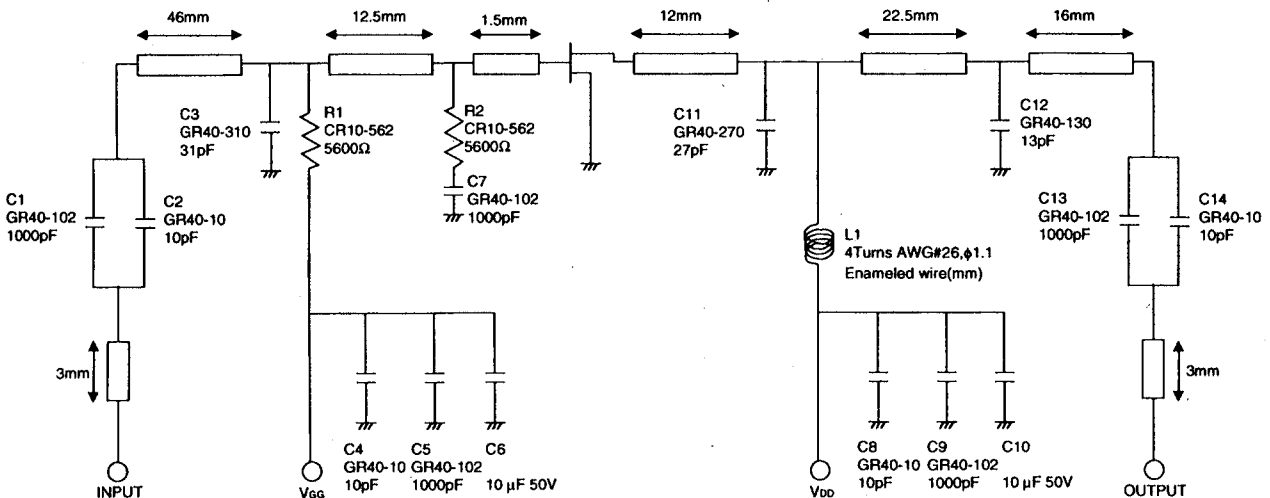 46mm
12.5mm
1.5mm
12mm
22.5mm
16mm
C3
GR40-310
31pF
R1
CR10-562
5600Ω
R2
CR10-562
5600Ω
C7
GR40-102
1000pF
C11
GR40-270
27pF
C12
GR40-130
13pF
C1
GR40-102
1000pF
C2
GR40-10
10pF
L1
4Turns AWG#26,ϕ1.1
Enameled wire(mm)
C13
GR40-102
1000pF
C14
GR40-10
10pF
3mm
3mm
C4
GR40-10
10pF
C5
GR40-102
1000pF
C6
10 µF 50V
C8
GR40-10
10pF
C9
GR40-102
1000pF
C10
10 µF 50V
INPUT
VGG
VDD
OUTPUT